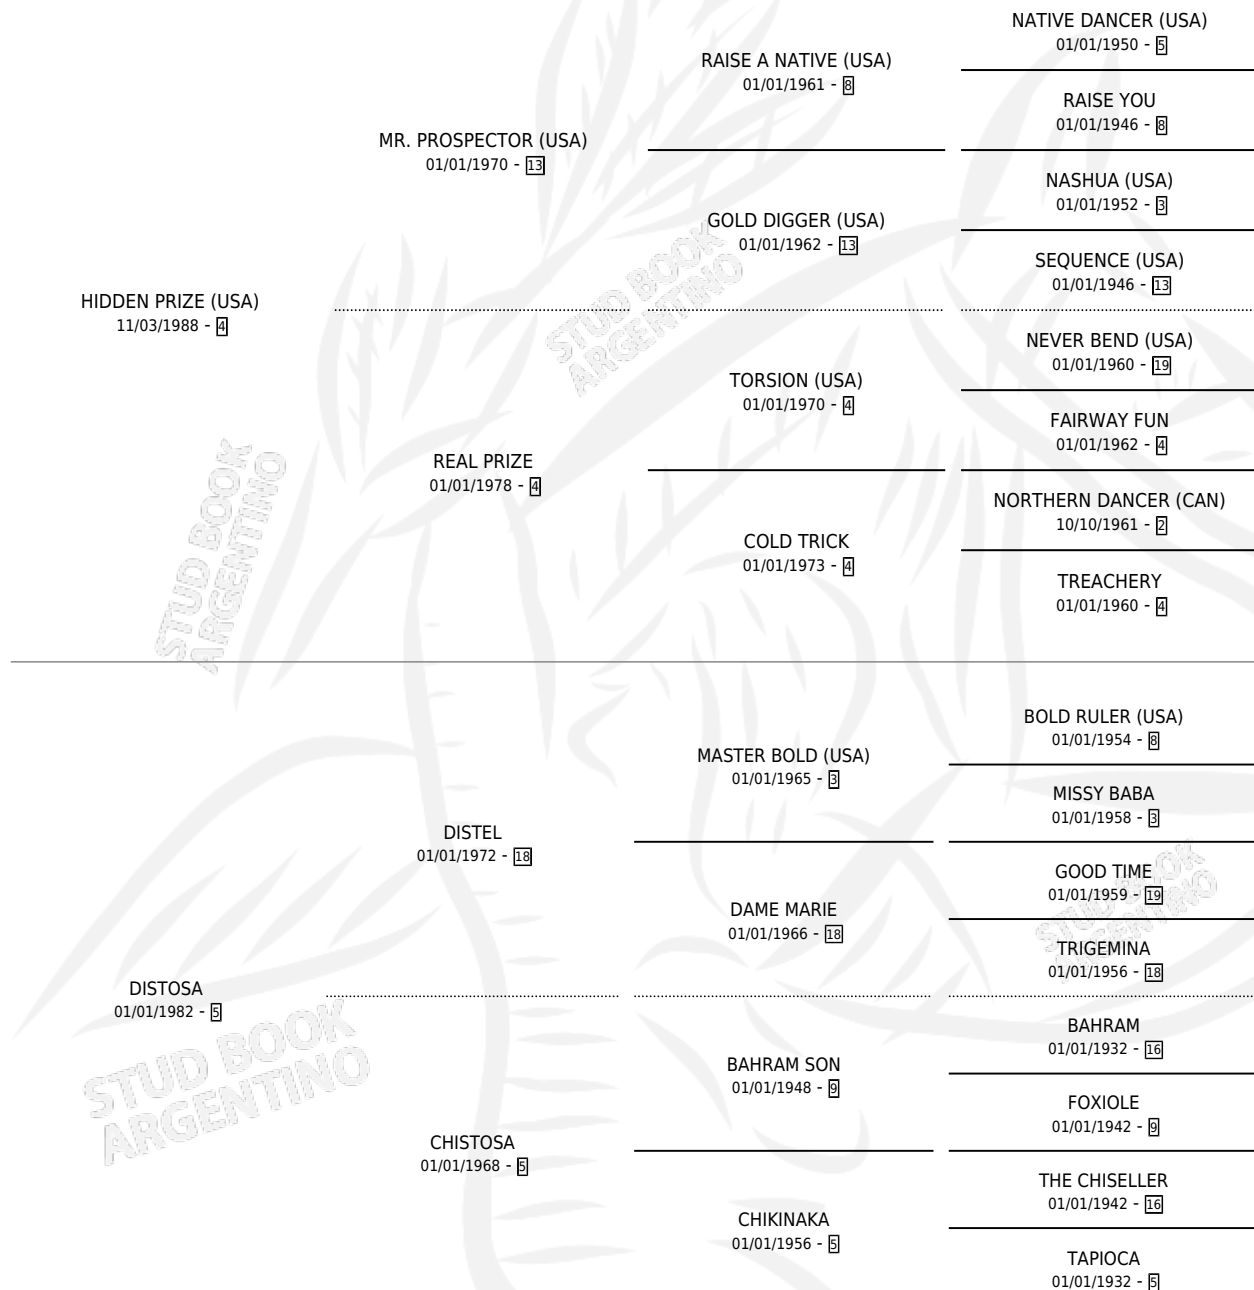 NATIVE DANCER (USA)
01/01/1950 - 5
RAISE A NATIVE (USA)
01/01/1961 - 8
RAISE YOU
01/01/1946 - 8
MR. PROSPECTOR (USA)
01/01/1970 - 13
NASHUA (USA)
01/01/1952 - 3
GOLD DIGGER (USA)
01/01/1962 - 13
SEQUENCE (USA)
01/01/1946 - 13
HIDDEN PRIZE (USA)
11/03/1988 - 4
STUD BOOK
ARGENTINO
NEVER BEND (USA)
01/01/1960 - 19
TORSION (USA)
01/01/1970 - 4
FAIRWAY FUN
01/01/1962 - 4
REAL PRIZE
01/01/1978 - 4
NORTHERN DANCER (CAN)
10/10/1961 - 2
COLD TRICK
01/01/1973 - 4
TREACHERY
01/01/1960 - 4
STUD BOOK
ARGENTINO
BOLD RULER (USA)
01/01/1954 - 8
MASTER BOLD (USA)
01/01/1965 - 3
MISSY BABA
01/01/1958 - 3
DISTEL
01/01/1972 - 18
GOOD TIME
01/01/1959 - 19
DAME MARIE
01/01/1966 - 18
STUD BOOK
ARGENTINO
TRIGEMINA
01/01/1956 - 18
DISTOSA
01/01/1982 - 5
BAHRAM
01/01/1932 - 16
BAHRAM SON
01/01/1948 - 9
STUD BOOK
ARGENTINO
FOXIOLE
01/01/1942 - 9
CHISTOSA
01/01/1968 - 5
THE CHISELLER
01/01/1942 - 16
CHIKINAKA
01/01/1956 - 5
TAPIOCA
01/01/1932 - 5